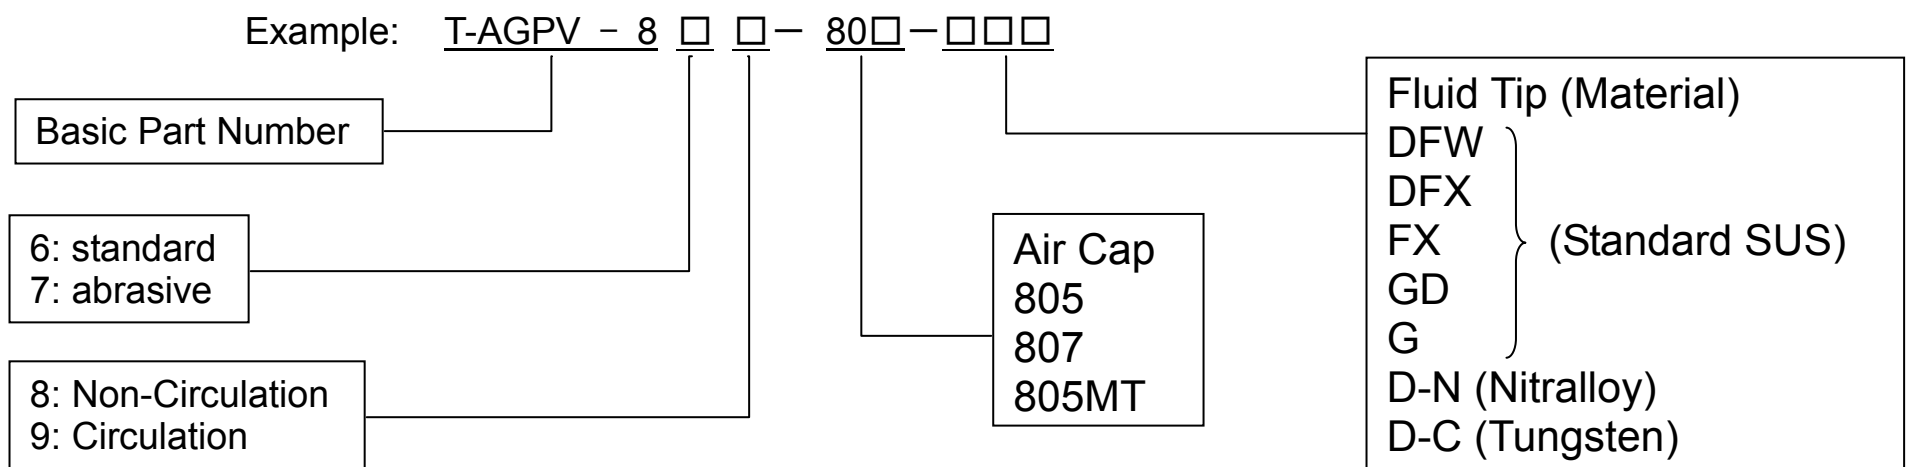 Example: T-AGPV - 8 □ □- 80□-□□□
Basic Part Number
6: standard
7: abrasive
8: Non-Circulation
9: Circulation
Air Cap
805
807
805MT
Fluid Tip (Material)
DFW
DFX
FX (Standard SUS)
GD
G
D-N (Nitralloy)
D-C (Tungsten)